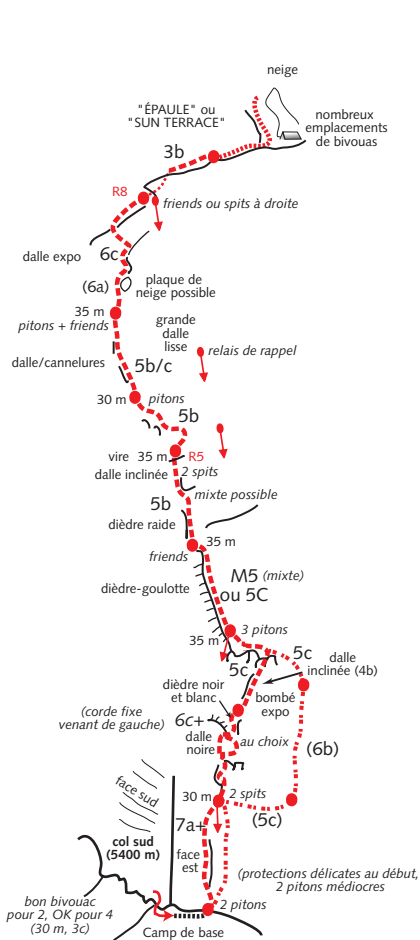 neige
"ÉPAULE" ou
"SUN TERRACE"
nombreux
emplacements
de bivouas
3b
R8
friends ou spits à droite
dalle expo
6c
(6a)
plaque de
neige possible
35 m
pitons + friends
grande
dalle
lisse
relais de rappel
dalle/cannelures
5b/c
30 m
pitons
5b
vire
35 m
R5
dalle inclinée
2 spits
mixte possible
5b
dièdre raide
35 m
friends
dièdre-goulotte
M5 (mixte)
ou 5C
3 pitons
35 m
5c
5c
dalle
inclinée (4b)
dièdre noir
et blanc
bombé
expo
(corde fixe
venant de gauche)
6c+
dalle
noire
au choix
(6b)
face sud
30 m
2 spits
(5c)
7a+
col sud
(5400 m)
face
est
(protections délicates au début,
2 pitons médiocres
bon bivouac
pour 2, OK pour 4
(30 m, 3c)
2 pitons
Camp de base